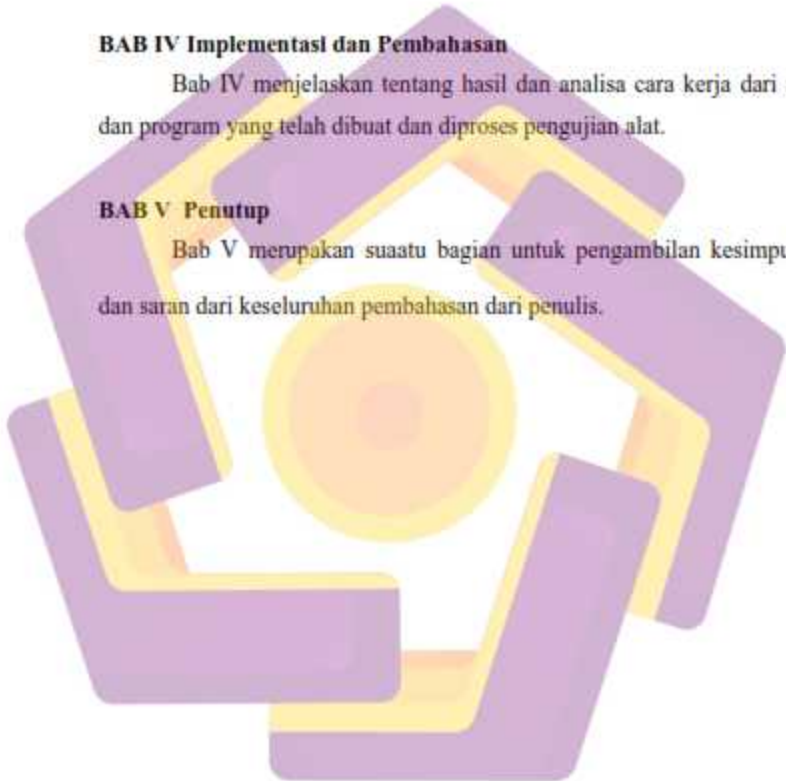 BAB IV Implementasi dan Pembahasan
Bab IV menjelaskan tentang hasil dan analisa cara kerja dari
dan program yang telah dibuat dan diproses pengujian alat.
BAB V Penutup
Bab V merupakan suaatu bagian untuk pengambilan kesimpu
dan saran dari keseluruhan pembahasan dari penulis.